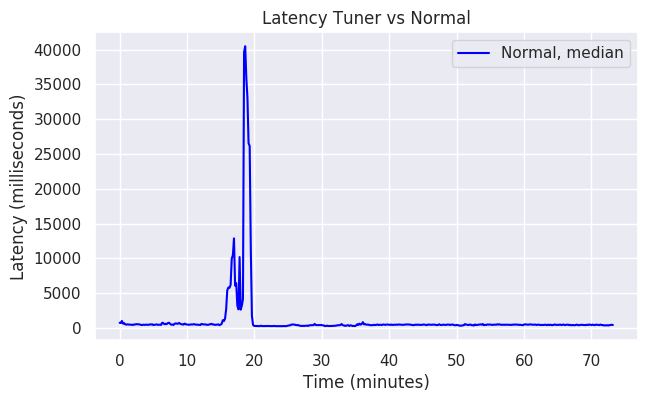 Latency Tuner vs Normal
Normal, median
Latency (milliseconds)
40000
35000
30000
25000
20000
15000
10000
5000
0
0 10 20 30 40 50 60 70
Time (minutes)